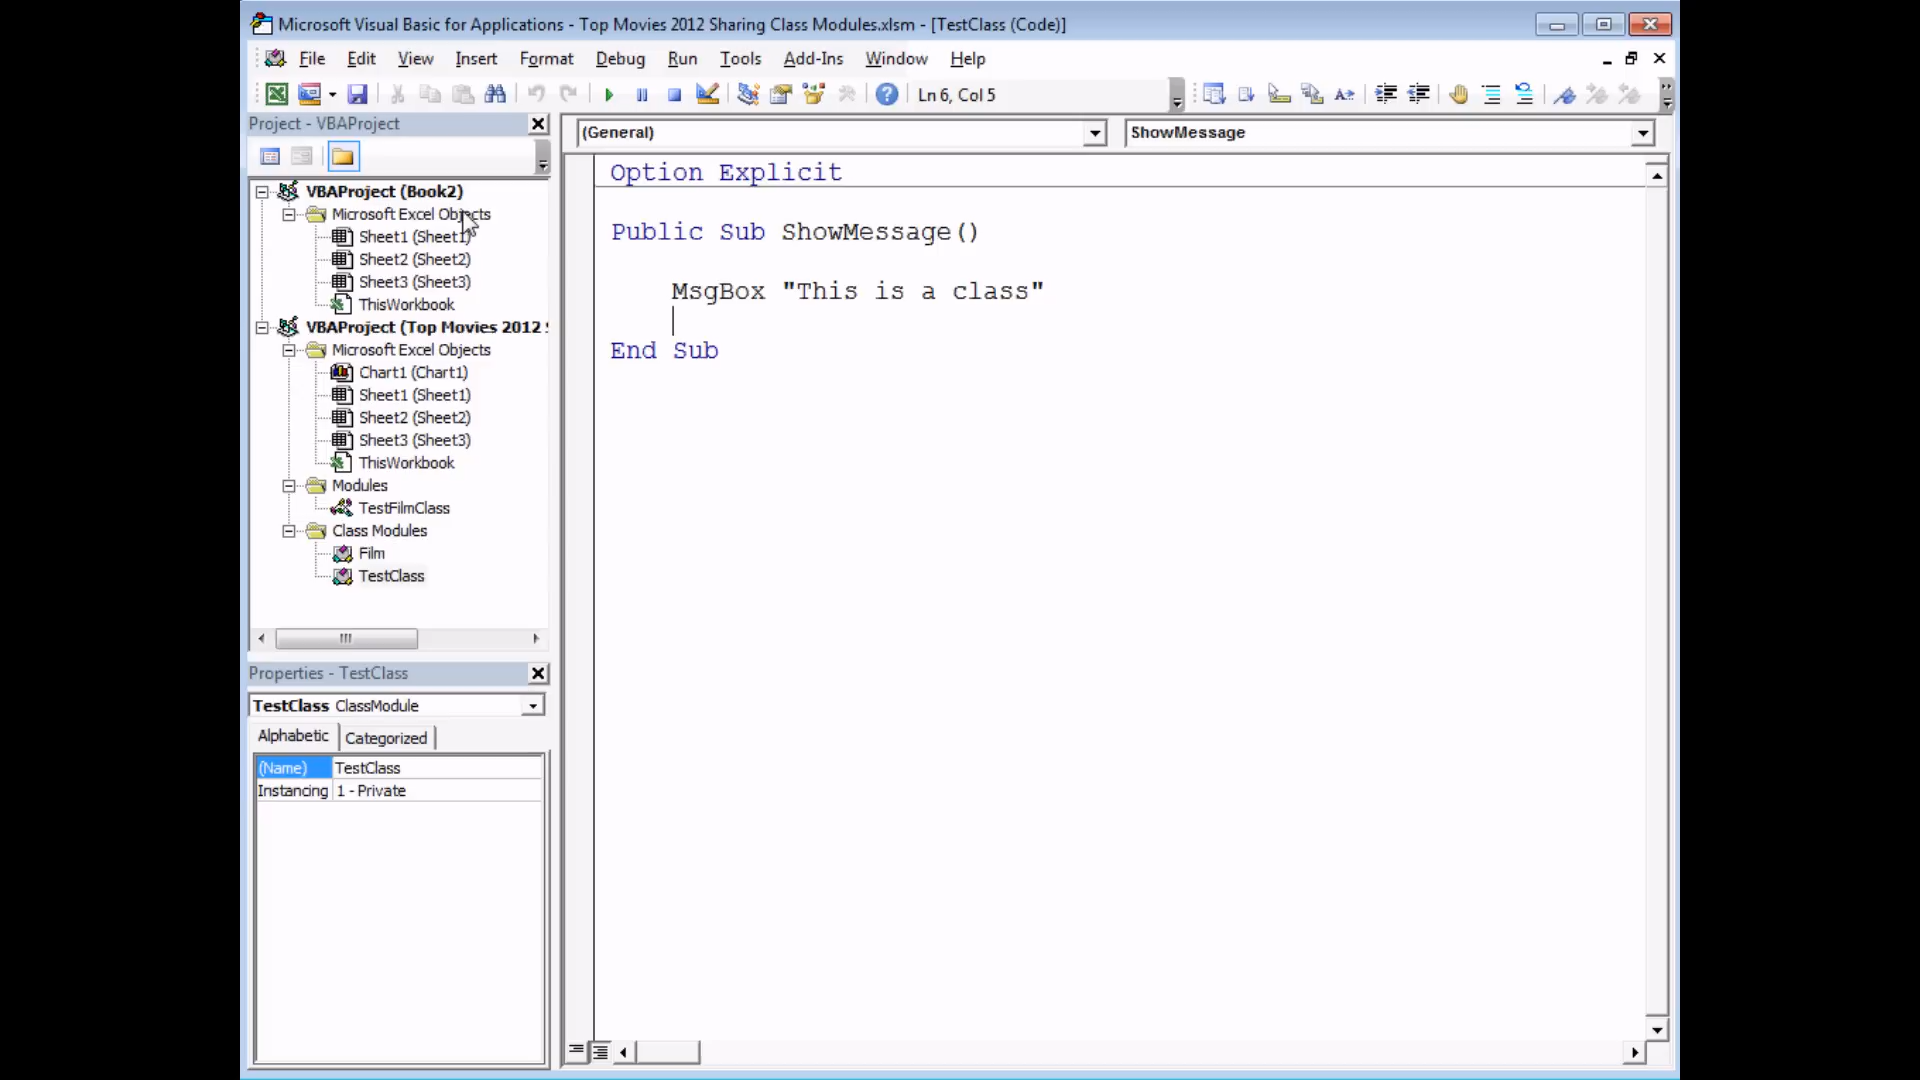 Microsoft Visual Basic for Applications - Top Movies 2012 Sharing Class Modules.xlsm - [TestClass (Code)]
File Edit View Insert Format Debug Run Tools Add-Ins Window Help
Ln 6, Col 5
Project - VBAProject
(General) ShowMessage
VBAProject (Book2)
Microsoft Excel Objects
Sheet1 (Sheet1)
Sheet2 (Sheet2)
Sheet3 (Sheet3)
ThisWorkbook
VBAProject (Top Movies 2012
Microsoft Excel Objects
Chart1 (Chart1)
Sheet1 (Sheet1)
Sheet2 (Sheet2)
Sheet3 (Sheet3)
ThisWorkbook
Modules
TestFilmClass
Class Modules
Film
TestClass
Properties - TestClass
TestClass ClassModule
Alphabetic Categorized
(Name) TestClass
Instancing 1 - Private
Option Explicit
Public Sub ShowMessage()
MsgBox "This is a class"
End Sub